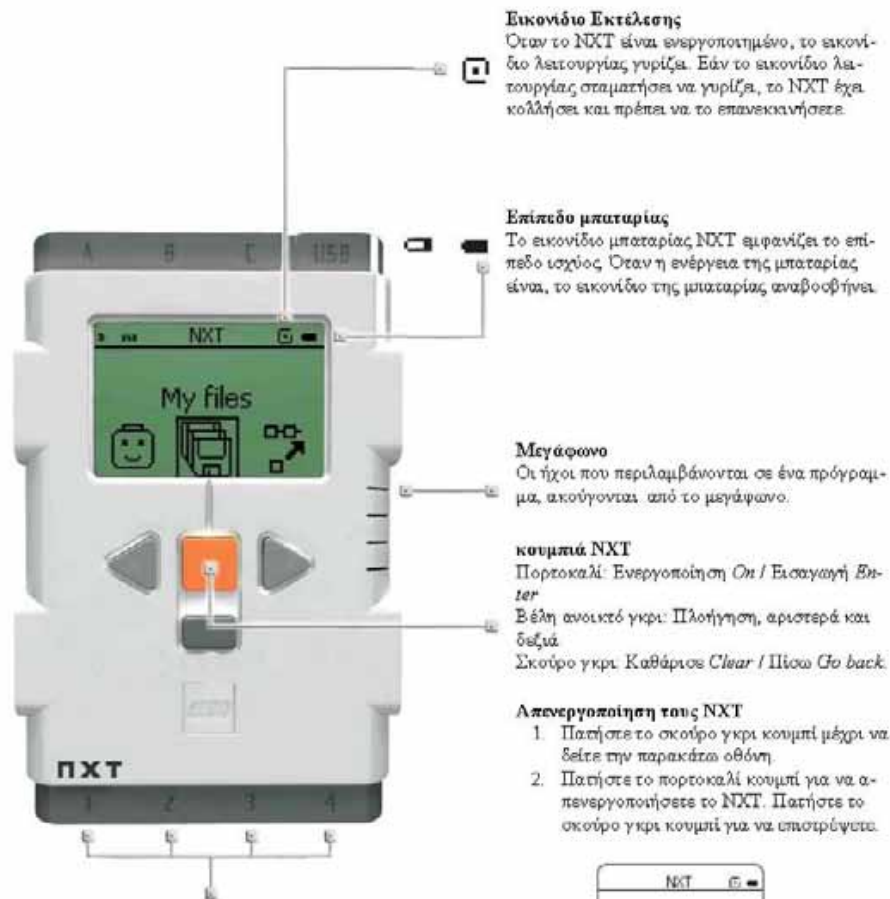 Εικονίδιο Εκτέλεσης
Όταν το NXT είναι ενεργοποιημένο, το εικονί-
διο λειτουργίας γυρίζει. Εάν το εικονίδιο λει-
τουργίας σταματήσει να γυρίζει, το NXT έχει
κολλήσει και πρέπει να το επανεκκινήσετε.
Επίπεδο μπαταρίας
Το εικονίδιο μπαταρίας NXT εμφανίζει το επί-
πεδο ισχύος. Όταν η ενέργεια της μπαταρίας
είναι, το εικονίδιο της μπαταρίας αναβοσβήνει.
A B C USB
NXT
My files
Μεγάφωνο
Οι ήχοι που περιλαμβάνονται σε ένα πρόγραμ-
μα, ακούγονται από το μεγάφωνο.
κουμπιά NXT
Πορτοκαλί: Ενεργοποίηση On / Εισαγωγή En-
ter
Βέλη ανοικτό γκρι: Πλοήγηση, αριστερά και
δεξιά
Σκούρο γκρι: Καθάρισε Clear / Πίσω Go back.
Απενεργοποίηση τους NXT
1. Πατήστε το σκούρο γκρι κουμπί μέχρι να
δείτε την παρακάτω οθόνη.
2. Πατήστε το πορτοκαλί κουμπί για να α-
πενεργοποιήσετε το NXT. Πατήστε το
σκούρο γκρι κουμπί για να επιστρέψετε.
LEGO
NXT
1 2 3 4
NXT